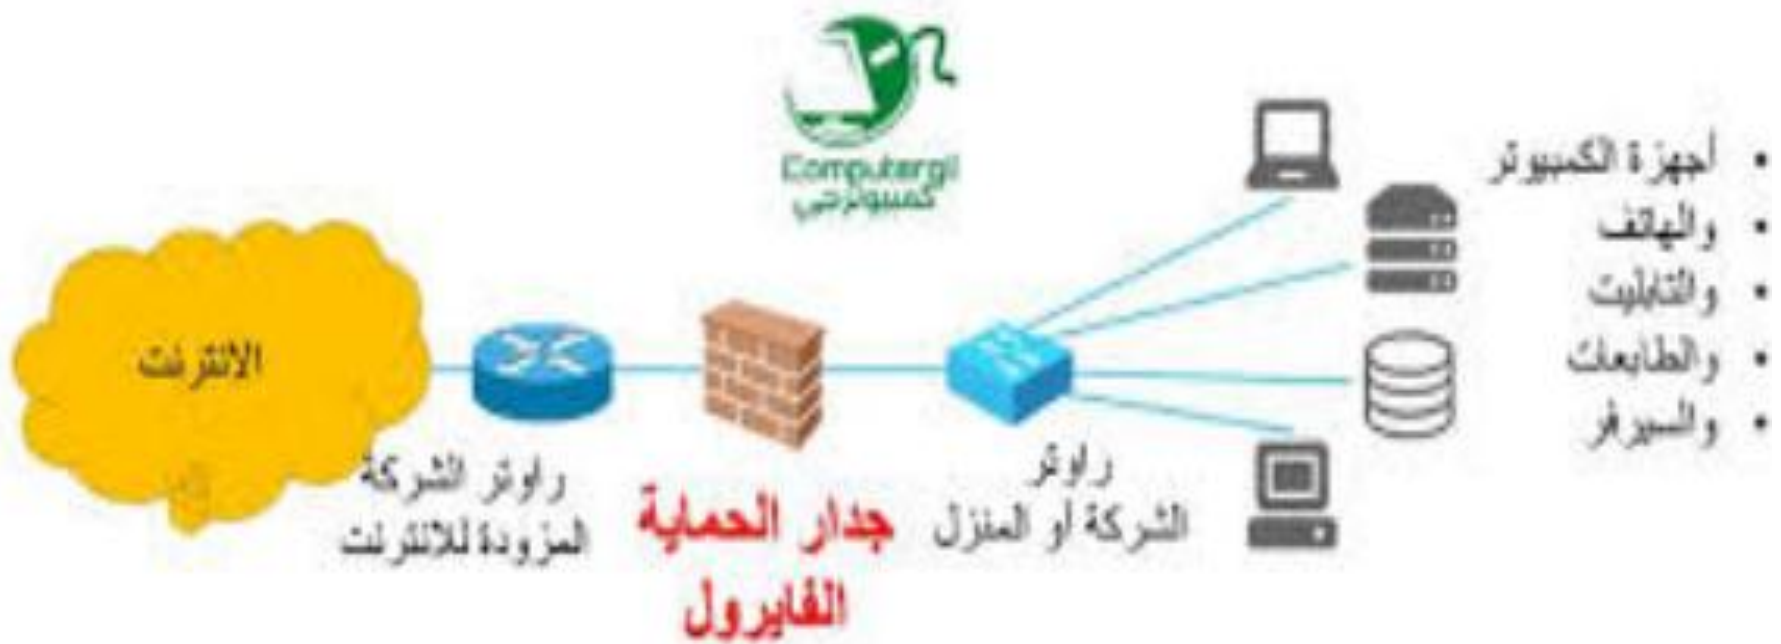 Computergi
كمبيوترجي
• أجهزة الكمبيوتر
• والهاتف
• والتابليت
• والطابعات
• والسيرفر
الانترنت
راوتر الشركة
المزودة للانترنت
جدار الحماية
الفايرول
راوتر
الشركة أو المنزل